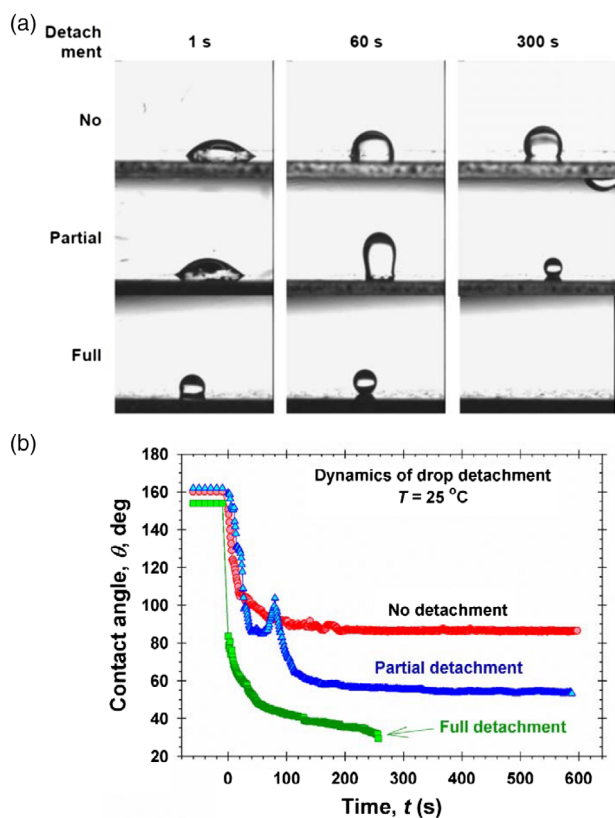 (a)
Detach
ment
1 s
60 s
300 s
No
Partial
Full
(b)
Dynamics of drop detachment
T = 25 °C
No detachment
Partial detachment
Full detachment
Contact angle, θ, deg
180
160
140
120
100
80
60
40
20
0
100
200
300
400
500
600
Time, t (s)